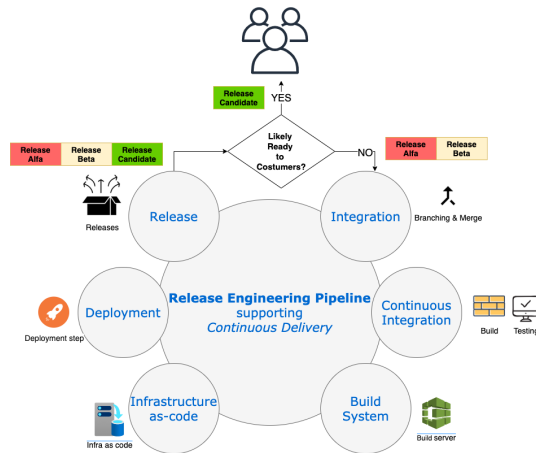 Release
Candidate
YES
Likely
Ready
to
Costumers?
NO
Release
Alfa
Release
Beta
Release
Candidate
Release
Alfa
Release
Beta
Releases
Release
Integration
Branching & Merge
Release Engineering Pipeline
supporting
Continuous Delivery
Deployment
Deployment step
Continuous
Integration
Build
Testing
Infrastructure
as-code
Infra as code
Build
System
Build server